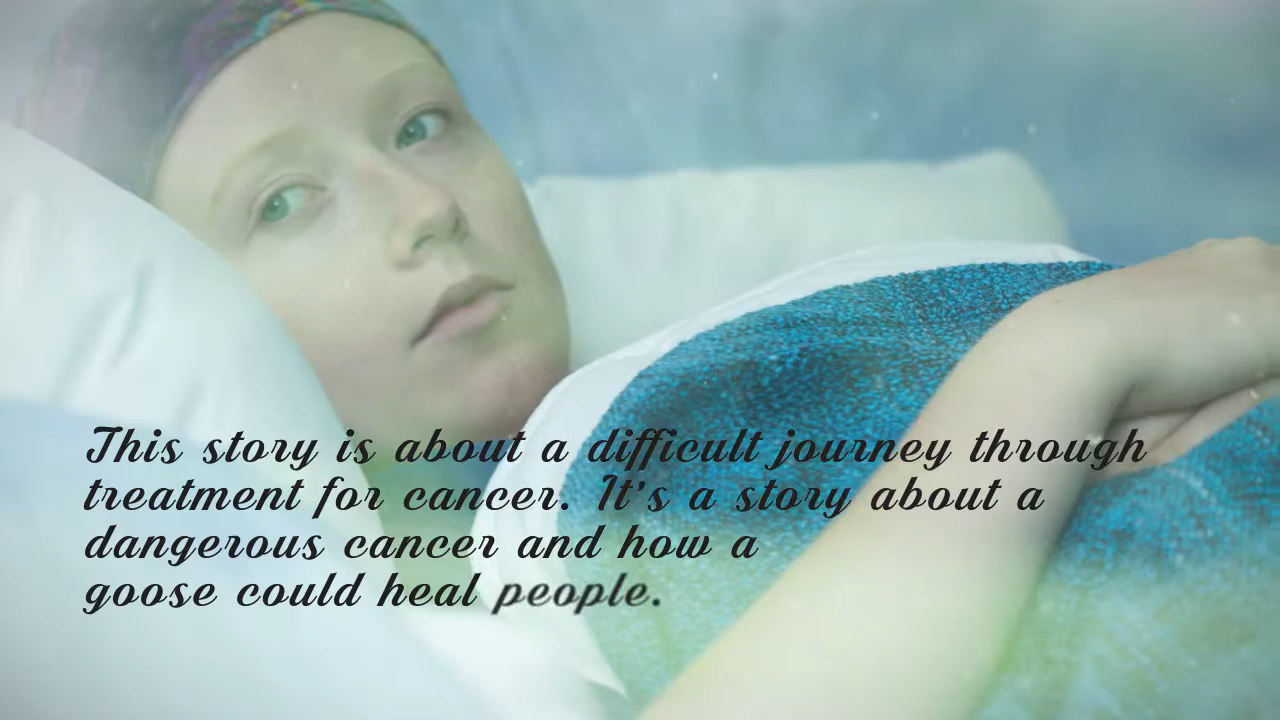 This story is about a difficult journey through
treatment for cancer. It's a story about a
dangerous cancer and how a
goose could heal people.